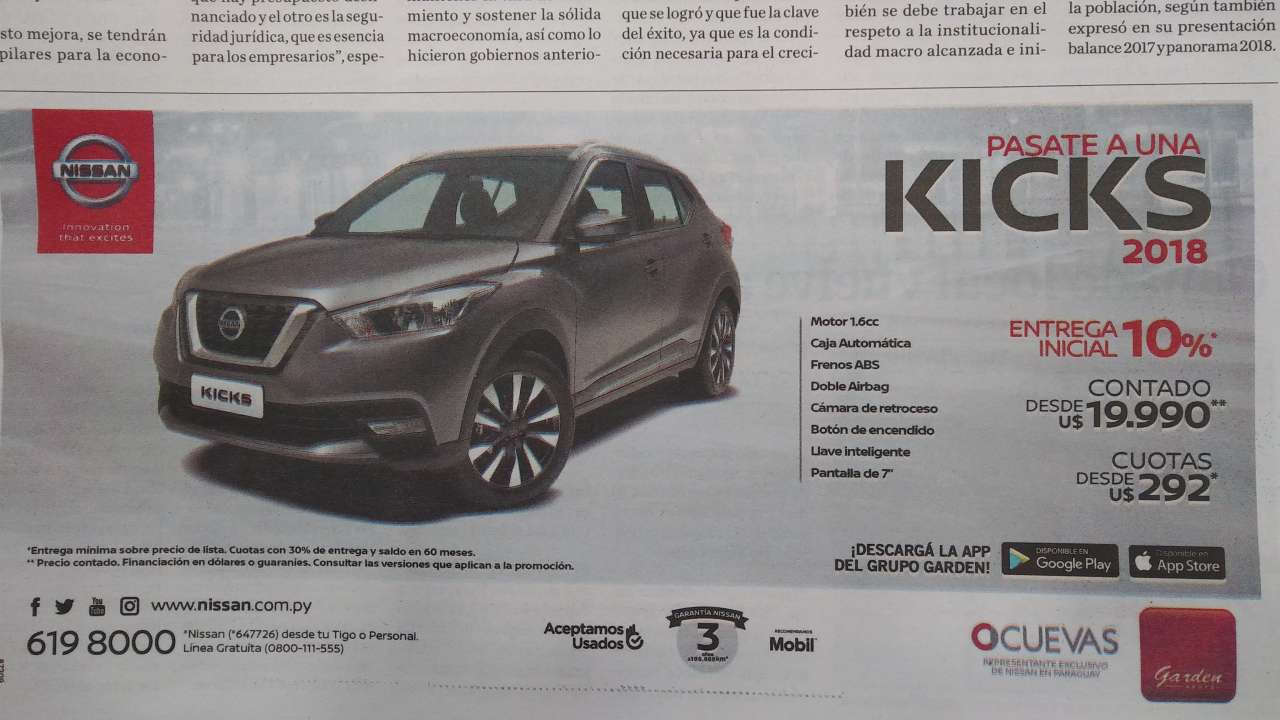 sto mejora, se tendrán
pilares para la econo-
nanciado y el otro es la segu-
ridad jurídica, que es esencia
para los empresarios”, espe-
miento y sostener la sólida
macroeconomía, así como lo
hicieron gobiernos anterio-
que se logró y que fue la clave
del éxito, ya que es la condi-
ción necesaria para el creci-
bién se debe trabajar en el
respeto a la institucionali-
dad macro alcanzada e ini-
la población, según también
expresó en su presentación
balance 2017 y panorama 2018.
NISSAN
Innovation
that excites
PASATE A UNA
KICKS
2018
NISSAN
KICKS
Motor 1.6cc
Caja Automática
Frenos ABS
Doble Airbag
Cámara de retroceso
Botón de encendido
Llave inteligente
Pantalla de 7"
ENTREGA
INICIAL 10%*
CONTADO
DESDE
U$ 19.990**
CUOTAS
DESDE
U$ 292*
*Entrega mínima sobre precio de lista. Cuotas con 30% de entrega y saldo en 60 meses.
** Precio contado. Financiación en dólares o guaraníes. Consultar las versiones que aplican a la promoción.
¡DESCARGÁ LA APP
DEL GRUPO GARDEN!
DISPONIBLE EN
Google Play
Disponible en
App Store
You
Tube
www.nissan.com.py
619 8000
*Nissan (*647726) desde tu Tigo o Personal.
Línea Gratuita (0800-111-555)
Aceptamos
Usados
GARANTÍA NISSAN
3
años
RECOMENDAMOS
Mobil
CUEVAS
REPRESENTANTE EXCLUSIVO
DE NISSAN EN PARAGUAY
Garden